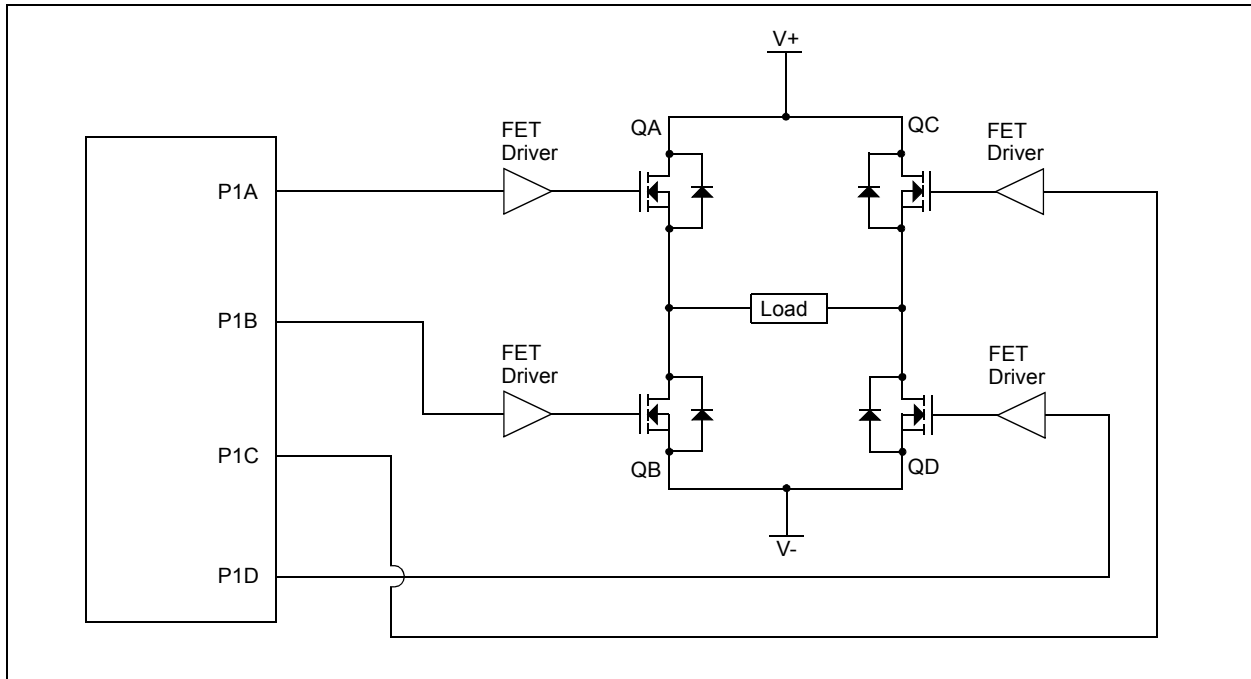 V+
FET
Driver
QA
QC
FET
Driver
P1A
P1B
Load
FET
Driver
FET
Driver
P1C
QB
QD
V-
P1D